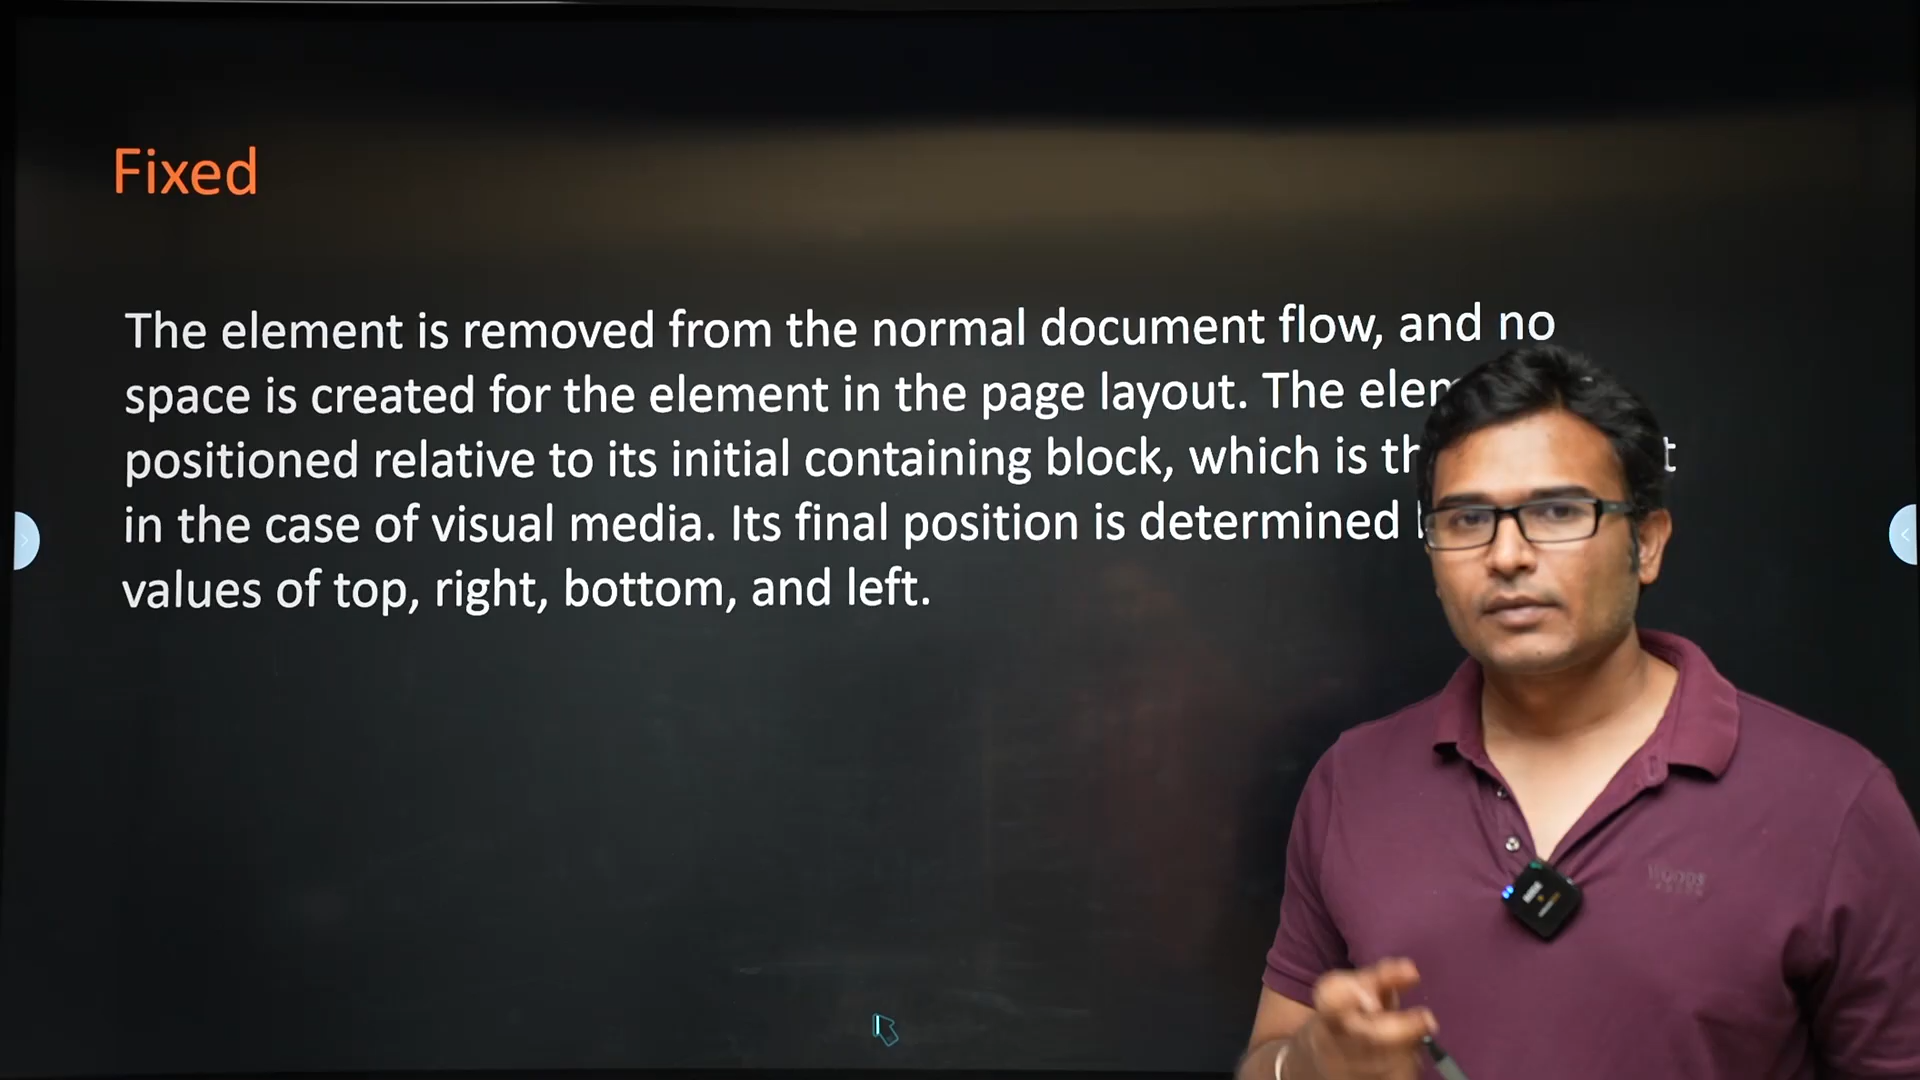 Fixed
The element is removed from the normal document flow, and no
space is created for the element in the page layout. The
positioned relative to its initial containing block, which is
in the case of visual media. Its final position is determined
values of top, right, bottom, and left.
WOODS